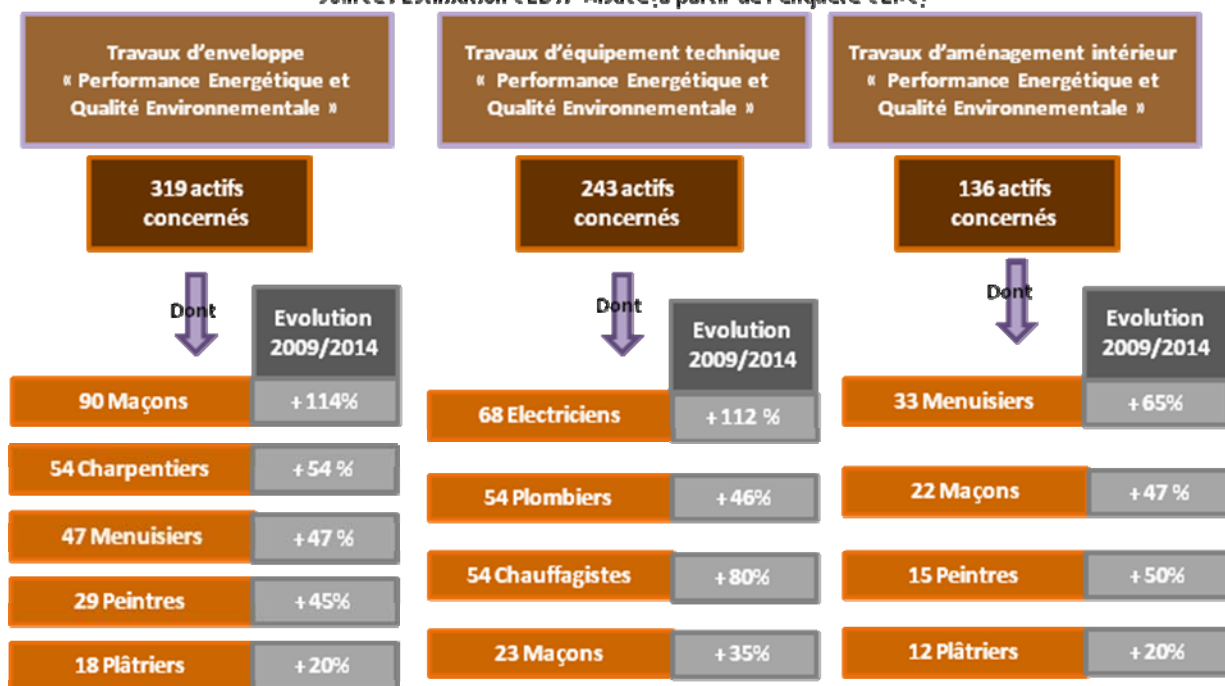 Travaux d'enveloppe
« Performance Energétique et
Qualité Environnementale »
319 actifs
concernés
Dont
Evolution
2009/2014
90 Maçons +114%
54 Charpentiers +54 %
47 Menuisiers +47 %
29 Peintres +45%
18 Plâtriers +20%
Travaux d'équipement technique
« Performance Energétique et
Qualité Environnementale »
243 actifs
concernés
Dont
Evolution
2009/2014
68 Electriciens +112 %
54 Plombiers +46%
54 Chauffagistes +80%
23 Maçons +35%
Travaux d'aménagement intérieur
« Performance Energétique et
Qualité Environnementale »
136 actifs
concernés
Dont
Evolution
2009/2014
33 Menuisiers +65%
22 Maçons +47 %
15 Peintres +50%
12 Plâtriers +20%